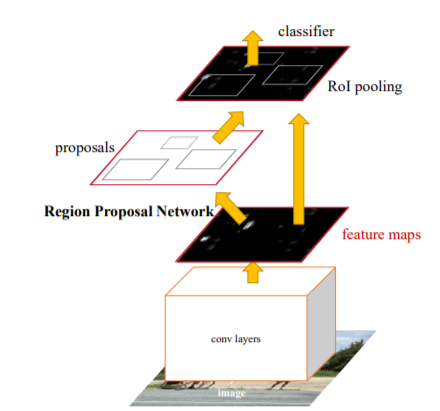 classifier
RoI pooling
proposals
Region Proposal Network
feature maps
conv layers
image